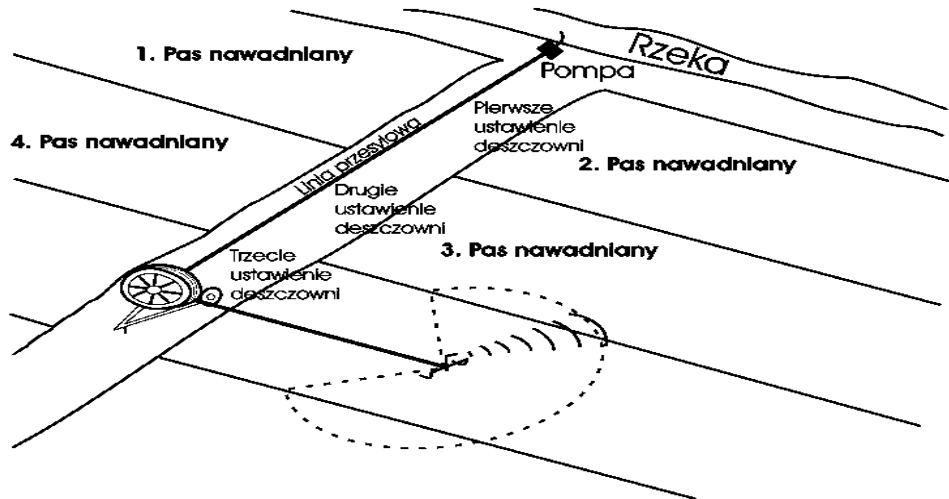 1. Pas nawadniany
Rzeka
Pompa
Pierwsze
ustawienie
deszczowni
4. Pas nawadniany
Linia przesyłowa
2. Pas nawadniany
Drugie
ustawienie
deszczowni
3. Pas nawadniany
Trzecie
ustawienie
deszczowni